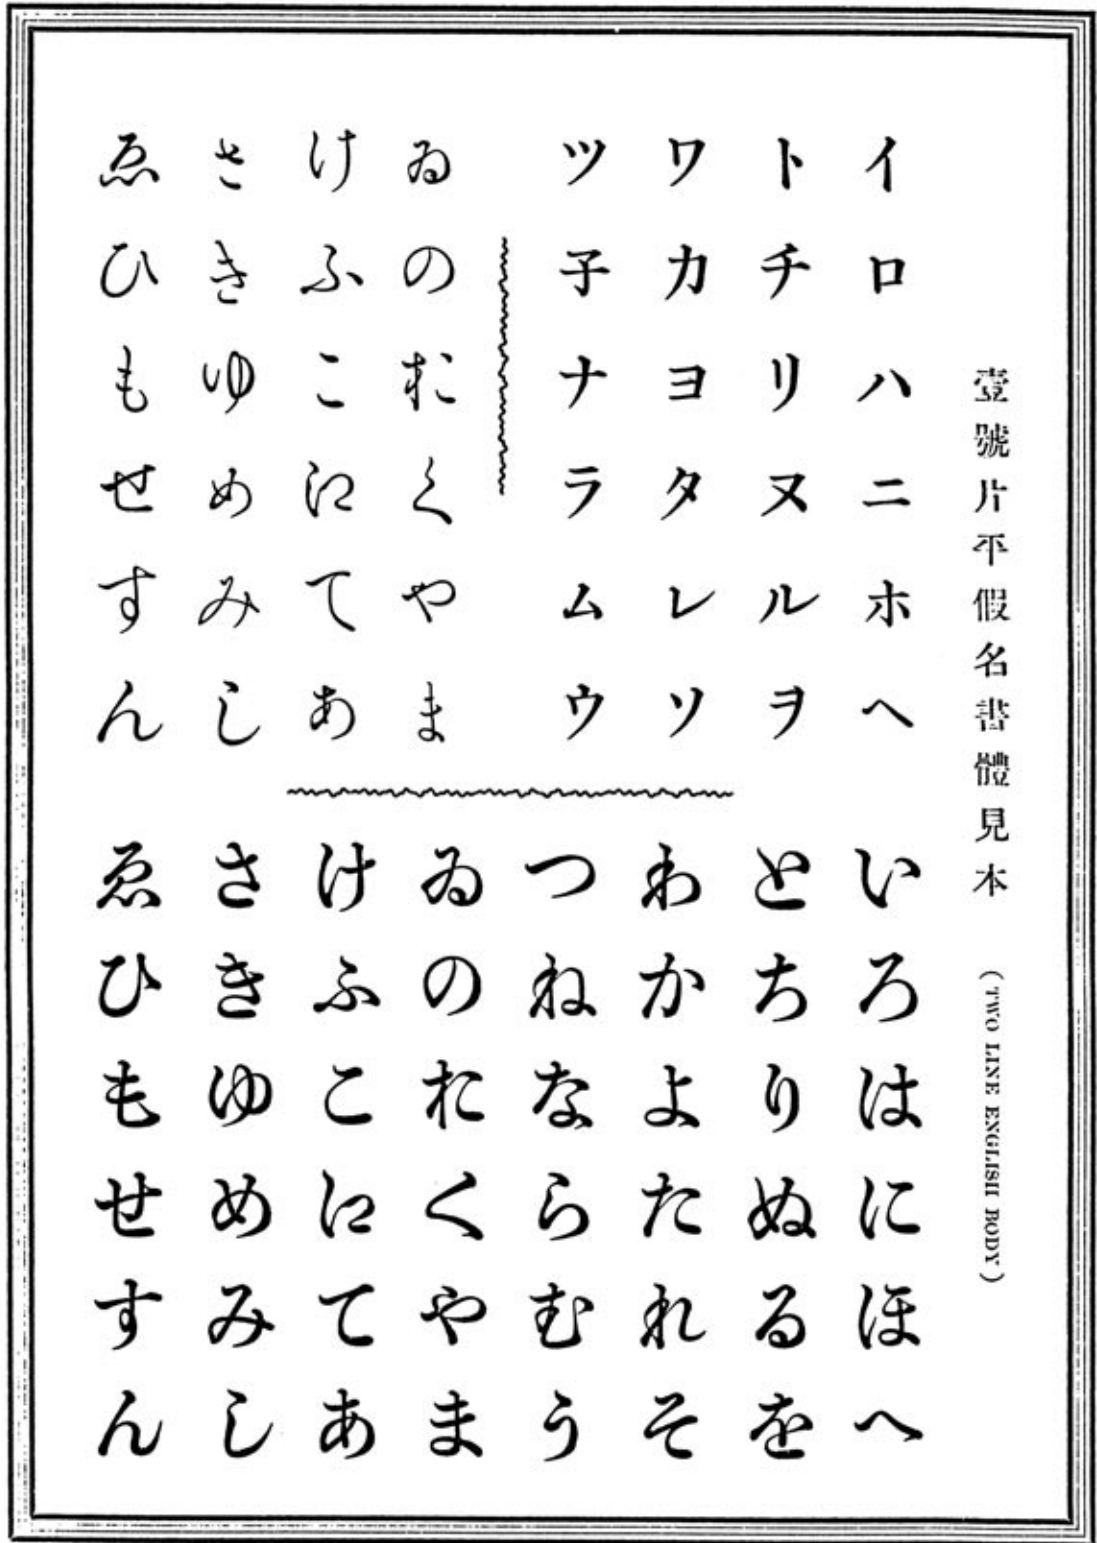 壹號片平假名書體見本 (TWO LINE ENGLISH BODY)
イロハニホヘ
トチリヌルヲ
ワカヨタレソ
ツ子ナラムウ
ゐのおくやま
けふこ江てあ
さきゆめみし
ゑひもせすん
いろはにほへ
とちりぬるを
わかよたれそ
つねならむう
ゐのおくやま
けふこ江てあ
さきゆめみし
ゑひもせすん